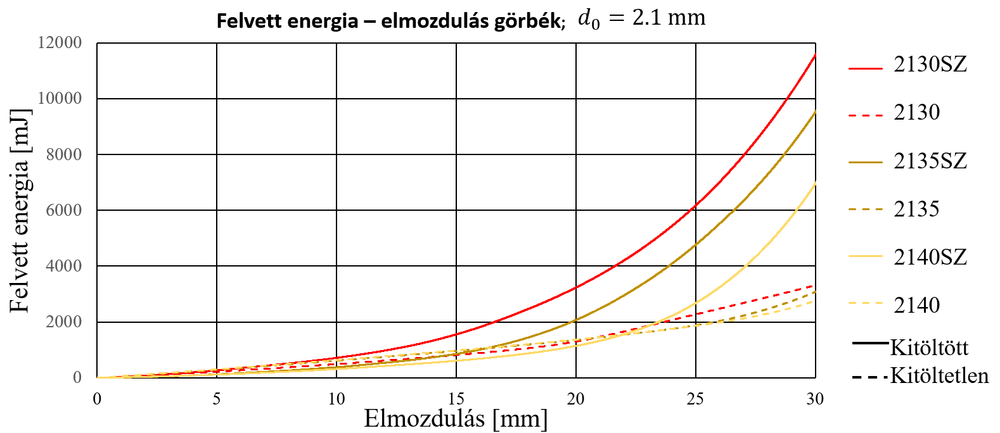 Felvett energia – elmozdulás görbék; d₀ = 2.1 mm
Felvett energia [mJ]
12000
10000
8000
6000
4000
2000
0
0 5 10 15 20 25 30
Elmozdulás [mm]
2130SZ
2130
2135SZ
2135
2140SZ
2140
Kitöltött
Kitöltetlen